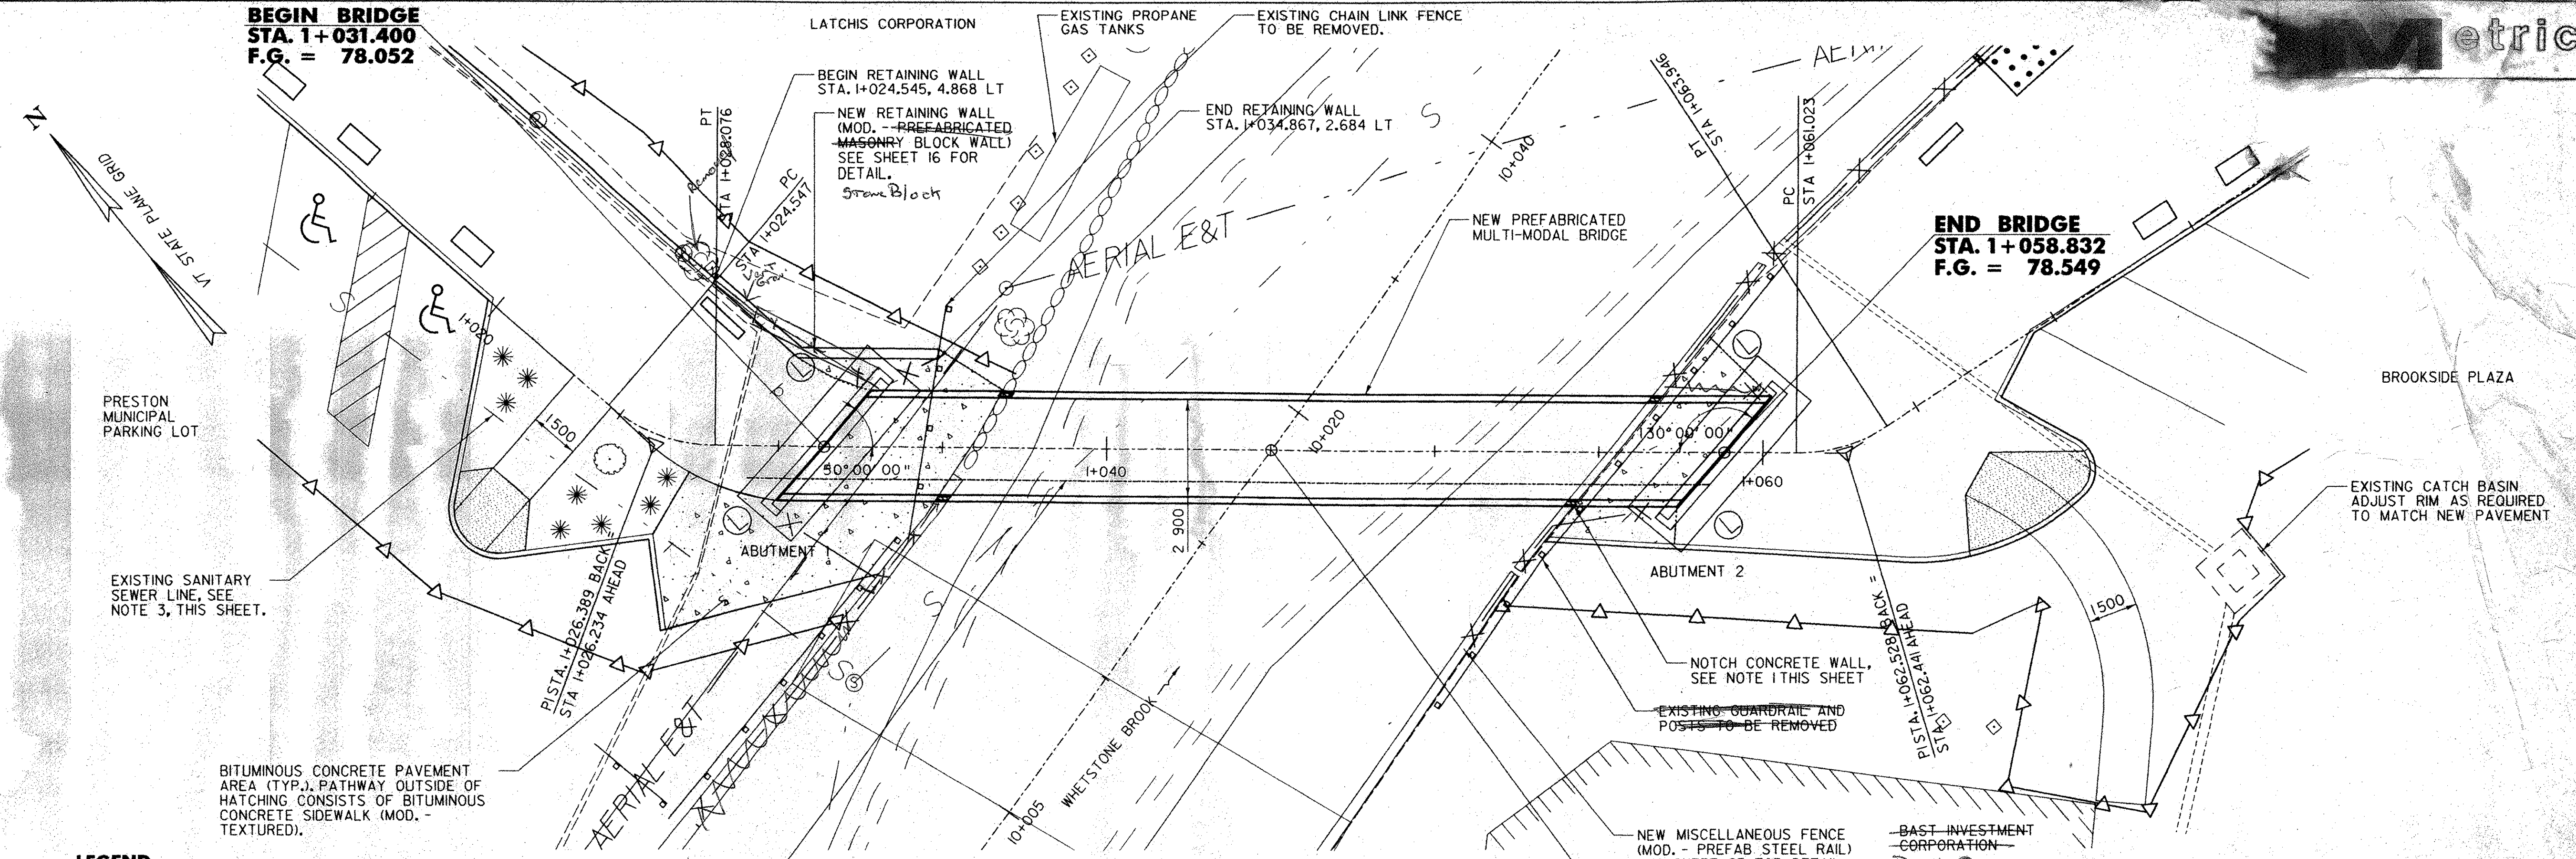 BEGIN BRIDGE
STA. 1+031.400
F.G. = 78.052
LATCHIS CORPORATION
EXISTING PROPANE
GAS TANKS
EXISTING CHAIN LINK FENCE
TO BE REMOVED.
etric
N
VT STATE PLANE GRID
BEGIN RETAINING WALL
STA. 1+024.545, 4.868 LT
NEW RETAINING WALL
(MOD. - PREFABRICATED
MASONRY BLOCK WALL)
SEE SHEET 16 FOR
DETAIL.
Stone Block
END RETAINING WALL
STA. 1+034.867, 2.684 LT
PT
STA 1+028.076
PC
STA 1+024.547
S
AERIAL E&T
10+040
NEW PREFABRICATED
MULTI-MODAL BRIDGE
PT
STA 1+063.946
PC
STA 1+061.023
END BRIDGE
STA. 1+058.832
F.G. = 78.549
S
1+020
PRESTON
MUNICIPAL
PARKING LOT
1500
L
L
50°00'00"
1+040
10+020
2 900
130°00'00"
1+060
L
L
BROOKSIDE PLAZA
EXISTING CATCH BASIN
ADJUST RIM AS REQUIRED
TO MATCH NEW PAVEMENT
ABUTMENT 1
ABUTMENT 2
EXISTING SANITARY
SEWER LINE, SEE
NOTE 3, THIS SHEET.
PI STA. 1+026.389 BACK =
STA 1+026.234 AHEAD
S
S
S
AERIAL E&T
WHETSTONE BROOK
10+005
1500
PI STA. 1+062.528 BACK =
STA 1+062.441 AHEAD
NOTCH CONCRETE WALL,
SEE NOTE 1 THIS SHEET
EXISTING GUARDRAIL AND
POSTS TO BE REMOVED
BITUMINOUS CONCRETE PAVEMENT
AREA (TYP.). PATHWAY OUTSIDE OF
HATCHING CONSISTS OF BITUMINOUS
CONCRETE SIDEWALK (MOD. -
TEXTURED).
NEW MISCELLANEOUS FENCE
(MOD. - PREFAB STEEL RAIL)
BAST INVESTMENT
CORPORATION
LEGEND